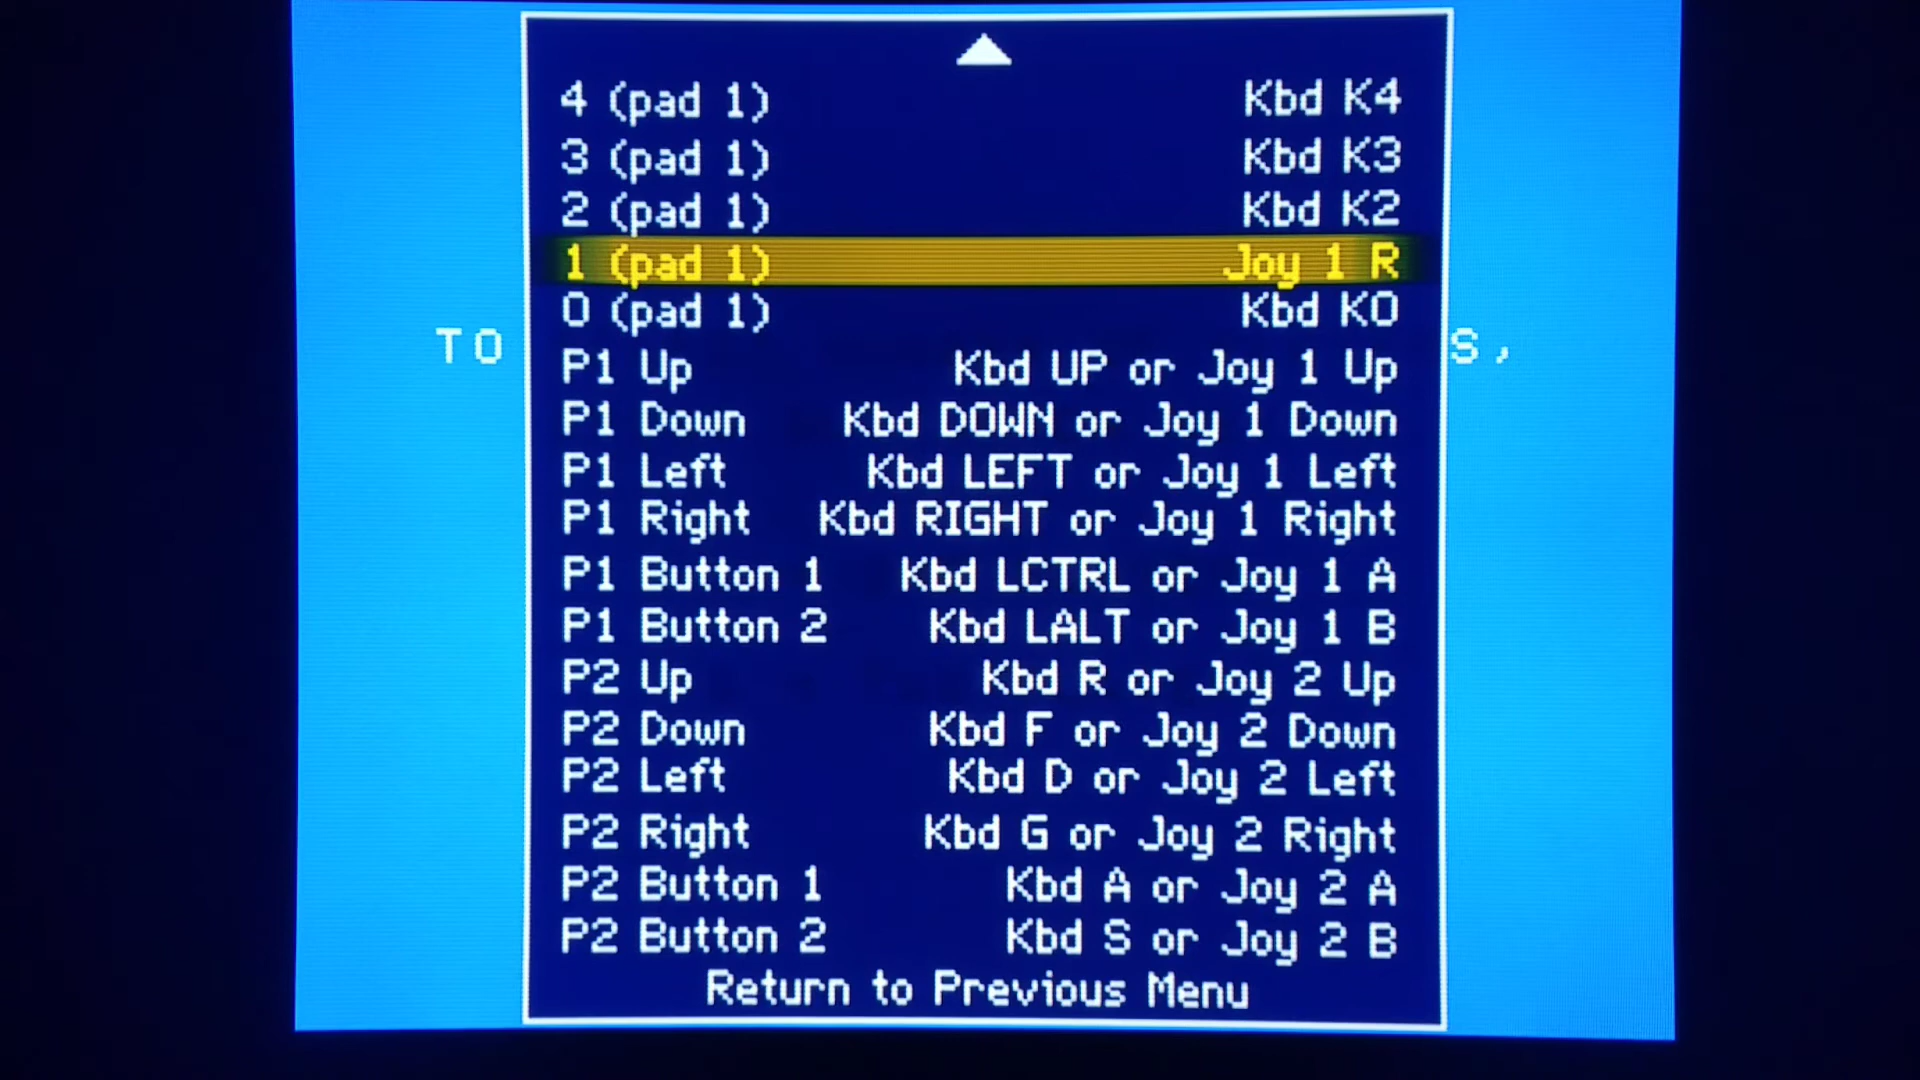 4 (pad 1) Kbd K4
3 (pad 1) Kbd K3
2 (pad 1) Kbd K2
1 (pad 1) Joy 1 R
0 (pad 1) Kbd K0
TO S,
P1 Up Kbd UP or Joy 1 Up
P1 Down Kbd DOWN or Joy 1 Down
P1 Left Kbd LEFT or Joy 1 Left
P1 Right Kbd RIGHT or Joy 1 Right
P1 Button 1 Kbd LCTRL or Joy 1 A
P1 Button 2 Kbd LALT or Joy 1 B
P2 Up Kbd R or Joy 2 Up
P2 Down Kbd F or Joy 2 Down
P2 Left Kbd D or Joy 2 Left
P2 Right Kbd G or Joy 2 Right
P2 Button 1 Kbd A or Joy 2 A
P2 Button 2 Kbd S or Joy 2 B
Return to Previous Menu